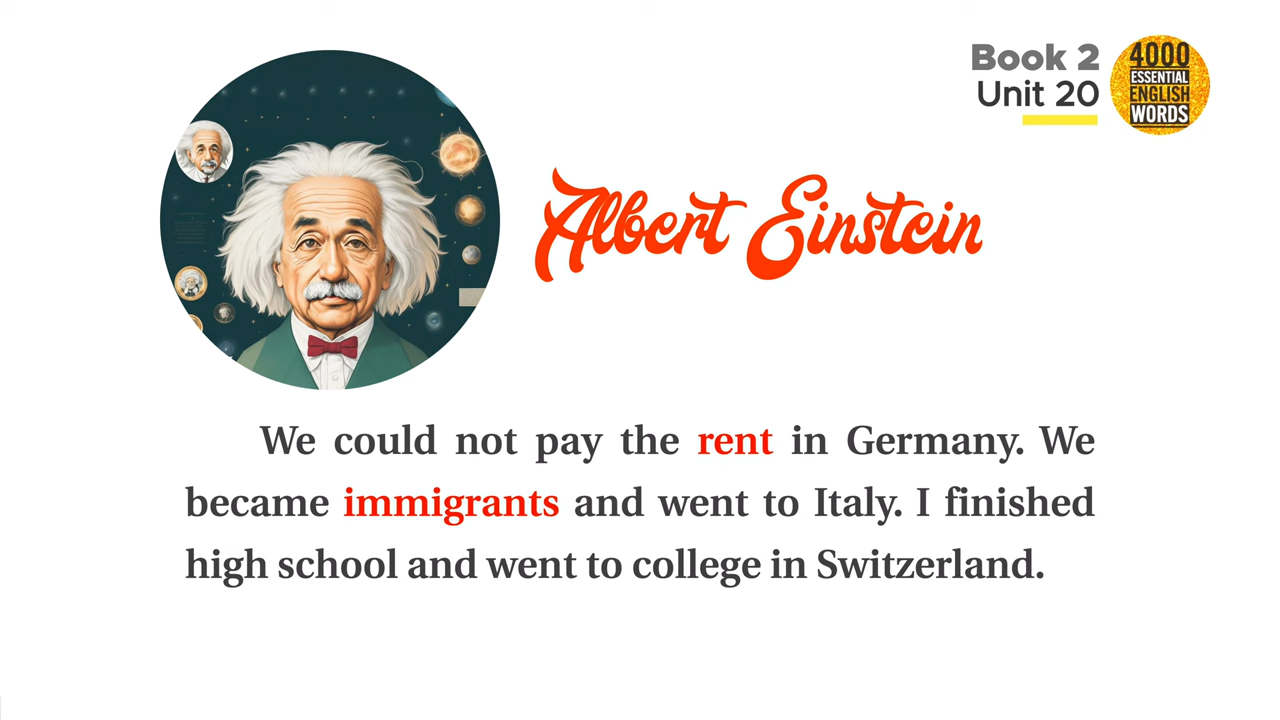 Book 2
Unit 20
4000
ESSENTIAL
ENGLISH
WORDS
Albert Einstein
We could not pay the rent in Germany. We
became immigrants and went to Italy. I finished
high school and went to college in Switzerland.